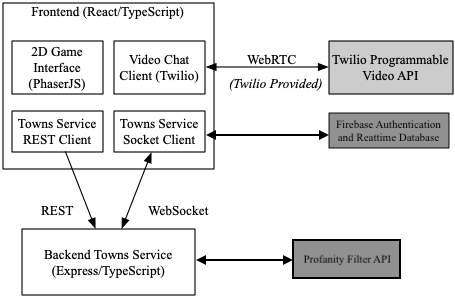 Frontend (React/TypeScript)
2D Game
Interface
(PhaserJS)
Video Chat
Client (Twilio)
WebRTC
(Twilio Provided)
Twilio Programmable
Video API
Towns Service
REST Client
Towns Service
Socket Client
Firebase Authentication
and Realttime Database
REST
WebSocket
Backend Towns Service
(Express/TypeScript)
Profanity Filter API